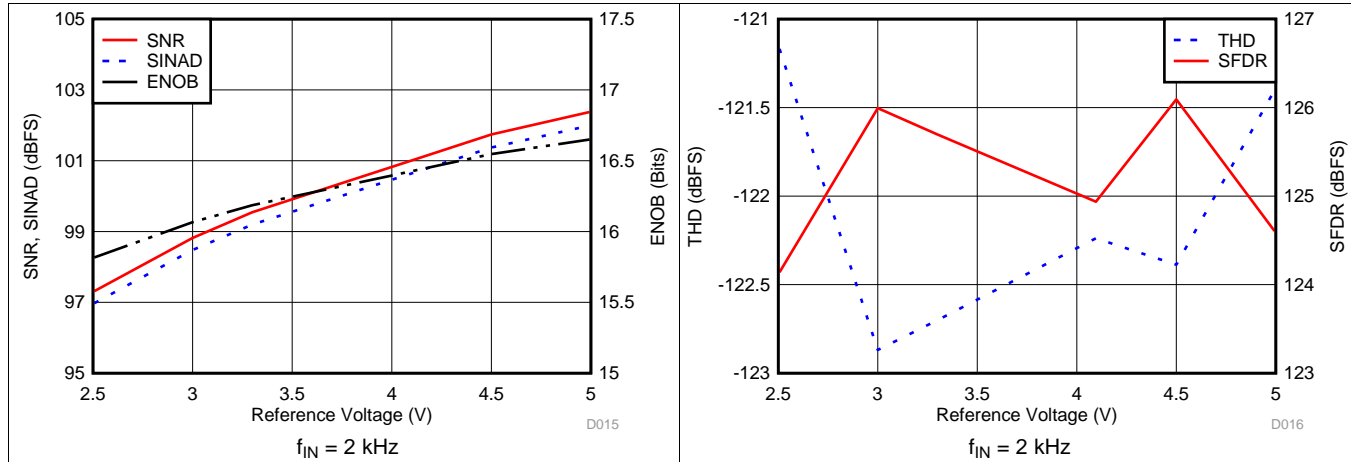 105
103
101
99
97
95
SNR, SINAD (dBFS)
SNR
SINAD
ENOB
17.5
17
16.5
16
15.5
15
ENOB (Bits)
2.5 3 3.5 4 4.5 5
Reference Voltage (V)
D015
fIN = 2 kHz
-121
-121.5
-122
-122.5
-123
THD (dBFS)
THD
SFDR
127
126
125
124
123
SFDR (dBFS)
2.5 3 4 4.5 5
Reference Voltage (V)
D016
fIN = 2 kHz